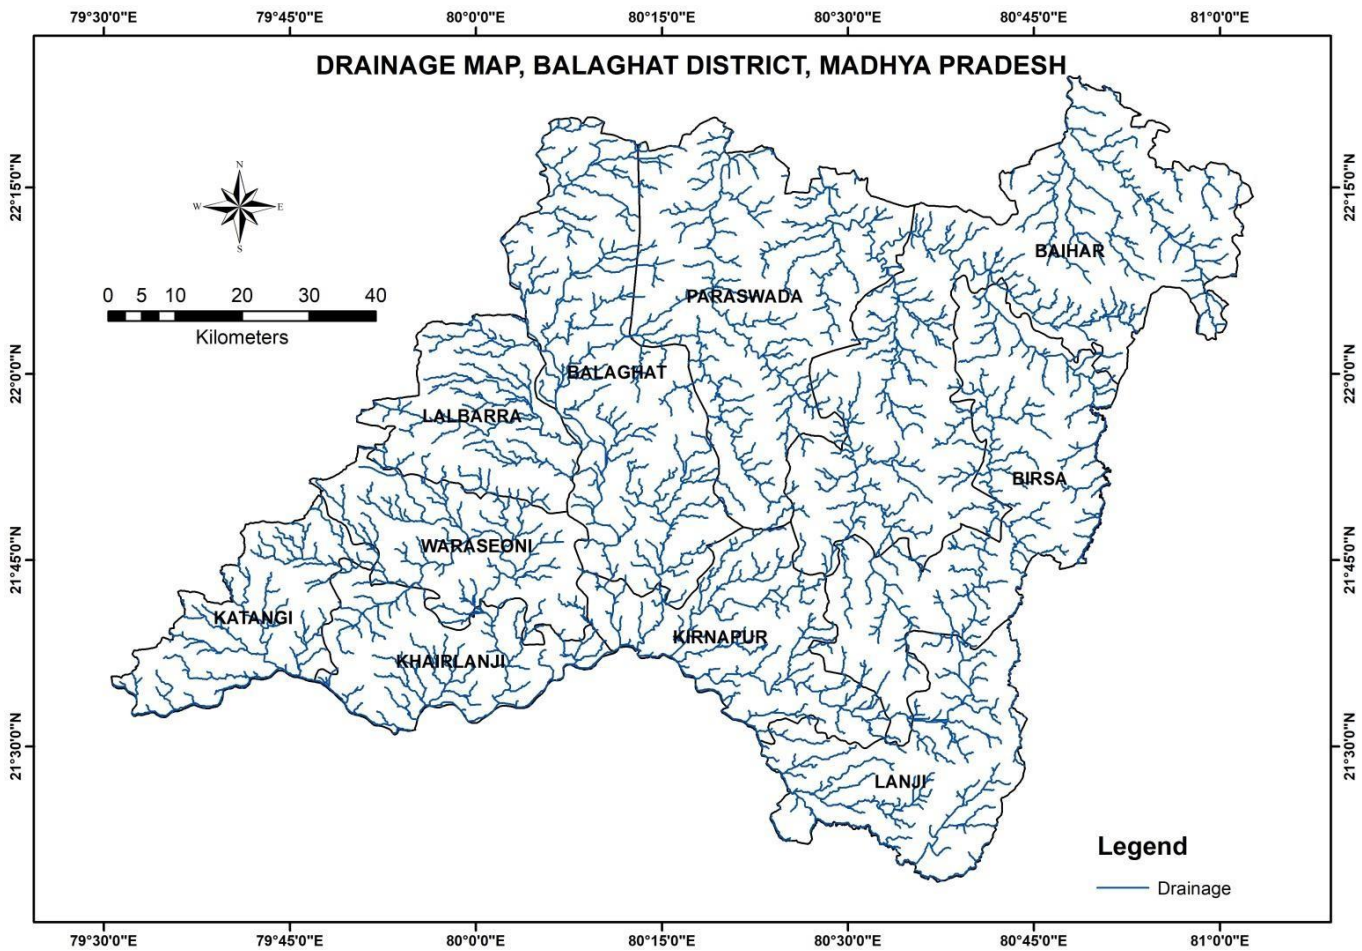 79°30'0"E 79°45'0"E 80°0'0"E 80°15'0"E 80°30'0"E 80°45'0"E 81°0'0"E
DRAINAGE MAP, BALAGHAT DISTRICT, MADHYA PRADESH
N
W E
S
22°15'0"N 22°15'0"N
BAIHAR
0 5 10 20 30 40
Kilometers
PARASWADA
22°0'0"N 22°0'0"N
BALAGHAT
LALBARRA
BIRSA
WARASEONI
21°45'0"N 21°45'0"N
KATANGI
KIRNAPUR
KHAIRLANJI
21°30'0"N 21°30'0"N
LANJI
Legend
Drainage
79°30'0"E 79°45'0"E 80°0'0"E 80°15'0"E 80°30'0"E 80°45'0"E 81°0'0"E